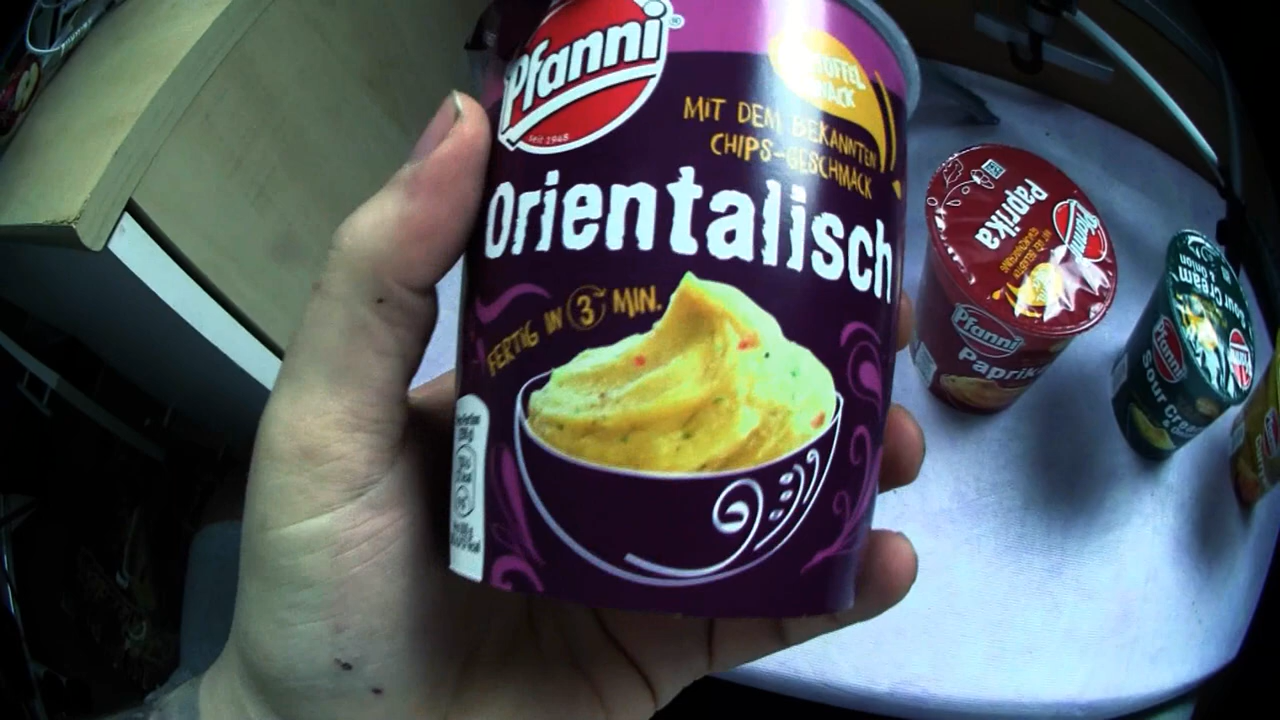 Pfanni
seit 1948
MIT DEM BEKANNTEN
CHIPS-GESCHMACK
Orientalisch
FERTIG IN 3 MIN.
Paprika
Pfanni
Pfanni
Paprika
Sour Cream
& Onion
Pfanni
Sour Cream